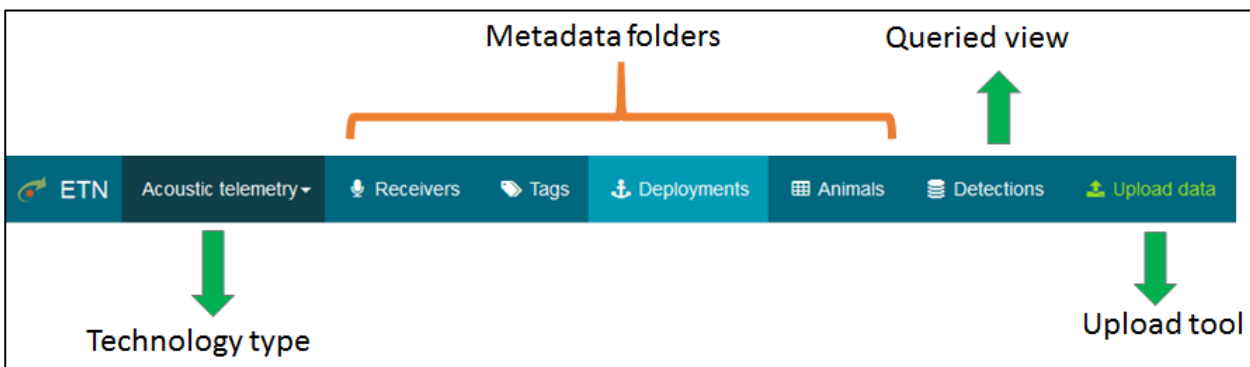 Metadata folders
Queried view
ETN
Acoustic telemetry
Receivers
Tags
Deployments
Animals
Detections
Upload data
Technology type
Upload tool